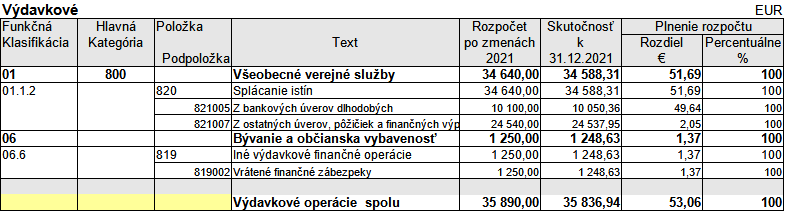 Výdavkové EUR
Funkčná Hlavná Položka Rozpočet Skutočnosť Plnenie rozpočtu
Klasifikácia Kategória Text po zmenách k Rozdiel Percentuálne
Podpoložka 2021 31.12.2021 € %
01 800 Všeobecné verejné služby 34 640,00 34 588,31 51,69 100
01.1.2 820 Splácanie istín 34 640,00 34 588,31 51,69 100
821005 Z bankových úverov dlhodobých 10 100,00 10 050,36 49,64 100
821007 Z ostatných úverov, pôžičiek a finančných výp 24 540,00 24 537,95 2,05 100
06 Bývanie a občianska vybavenosť 1 250,00 1 248,63 1,37 100
06.6 819 Iné výdavkové finančné operácie 1 250,00 1 248,63 1,37 100
819002 Vrátené finančné zábezpeky 1 250,00 1 248,63 1,37 100
Výdavkové operácie spolu 35 890,00 35 836,94 53,06 100